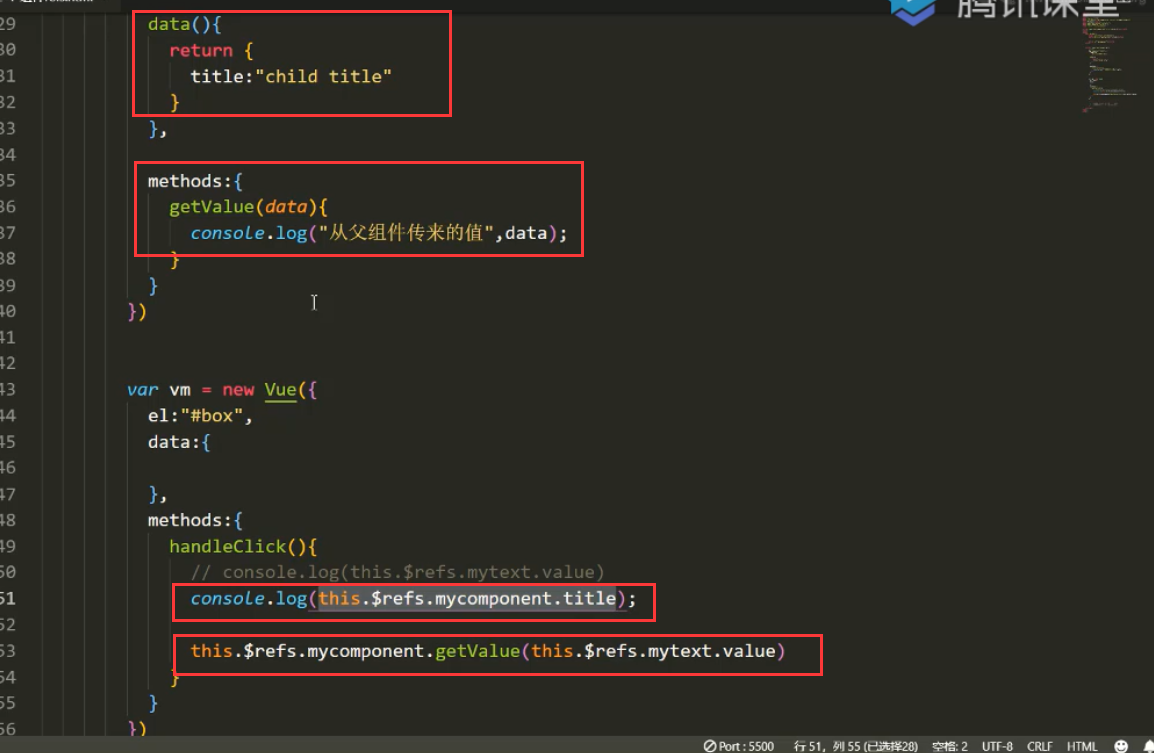 腾讯课堂
29 data(){
30 return {
31 title:"child title"
32 }
33 },
34
35 methods:{
36 getValue(data){
37 console.log("从父组件传来的值",data);
38 }
39 }
40 })
41
42
43 var vm = new Vue({
44 el:"#box",
45 data:{
46
47 },
48 methods:{
49 handleClick(){
50 // console.log(this.$refs.mytext.value)
51 console.log(this.$refs.mycomponent.title);
52
53 this.$refs.mycomponent.getValue(this.$refs.mytext.value)
54 }
55 }
56 })
Port : 5500 行 51，列 55 (已选择28) 空格: 2 UTF-8 CRLF HTML